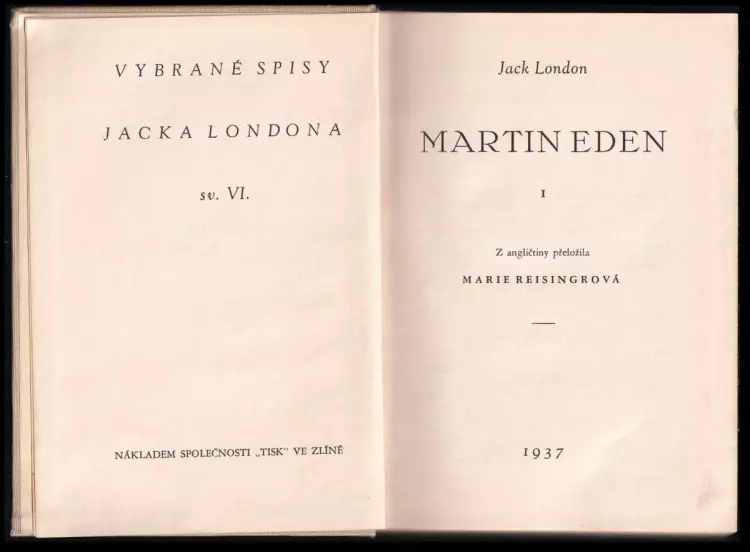 VYBRANÉ SPISY
JACKA LONDONA
sv. VI.
NÁKLADEM SPOLEČNOSTI „TISK" VE ZLÍNĚ
Jack London
MARTIN EDEN
I
Z angličtiny přeložila
MARIE REISINGROVÁ
1937